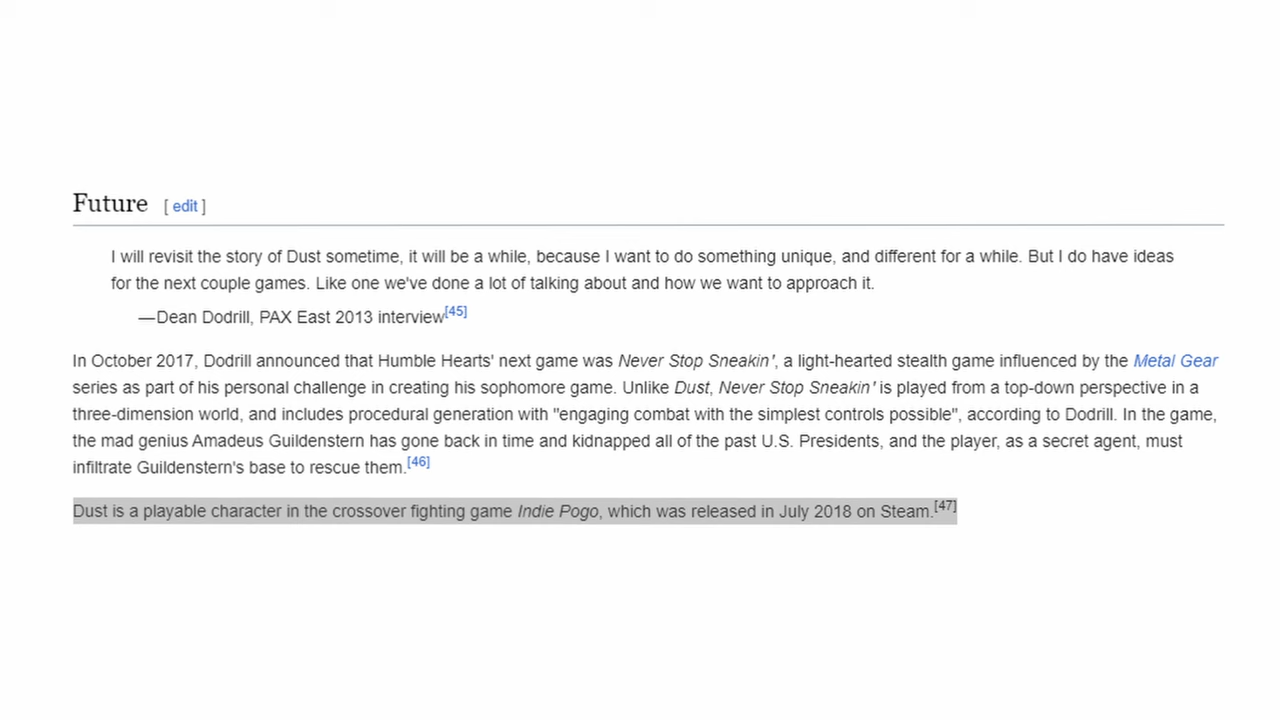 Future [ edit ]
I will revisit the story of Dust sometime, it will be a while, because I want to do something unique, and different for a while. But I do have ideas
for the next couple games. Like one we've done a lot of talking about and how we want to approach it.
—Dean Dodrill, PAX East 2013 interview[45]
In October 2017, Dodrill announced that Humble Hearts' next game was Never Stop Sneakin', a light-hearted stealth game influenced by the Metal Gear
series as part of his personal challenge in creating his sophomore game. Unlike Dust, Never Stop Sneakin' is played from a top-down perspective in a
three-dimension world, and includes procedural generation with "engaging combat with the simplest controls possible", according to Dodrill. In the game,
the mad genius Amadeus Guildenstern has gone back in time and kidnapped all of the past U.S. Presidents, and the player, as a secret agent, must
infiltrate Guildenstern's base to rescue them.[46]
Dust is a playable character in the crossover fighting game Indie Pogo, which was released in July 2018 on Steam.[47]